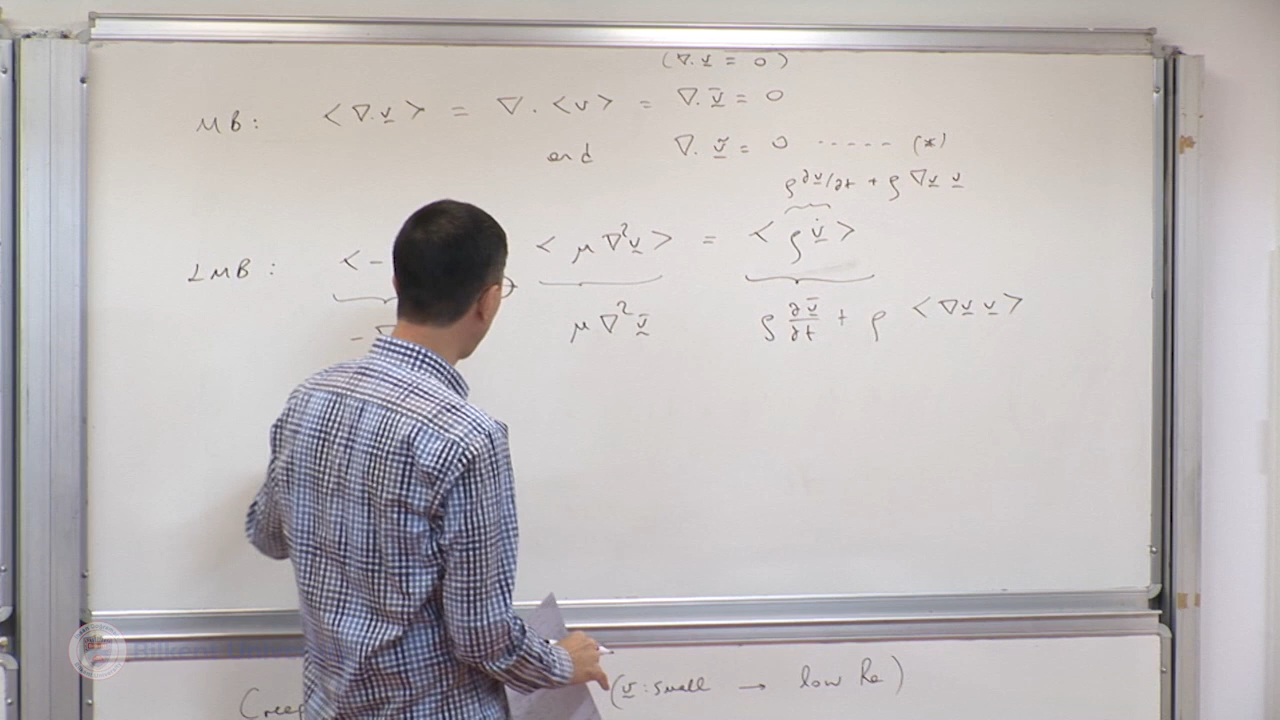 (∇·v̲ = 0)
MB: <∇·v̲> = ∇·<v> = ∇·v̲̄ = 0
and ∇·ṽ̲ = 0 ----- (*)
ρ∂v̲/∂t + ρ∇v̲ v̲
LMB: <- <μ∇²v̲> = <ρv̲̇>
- μ∇²v̲̄ ρ ∂v̲̄/∂t + ρ <∇v̲ v̲>
(v̲: small → low Re)